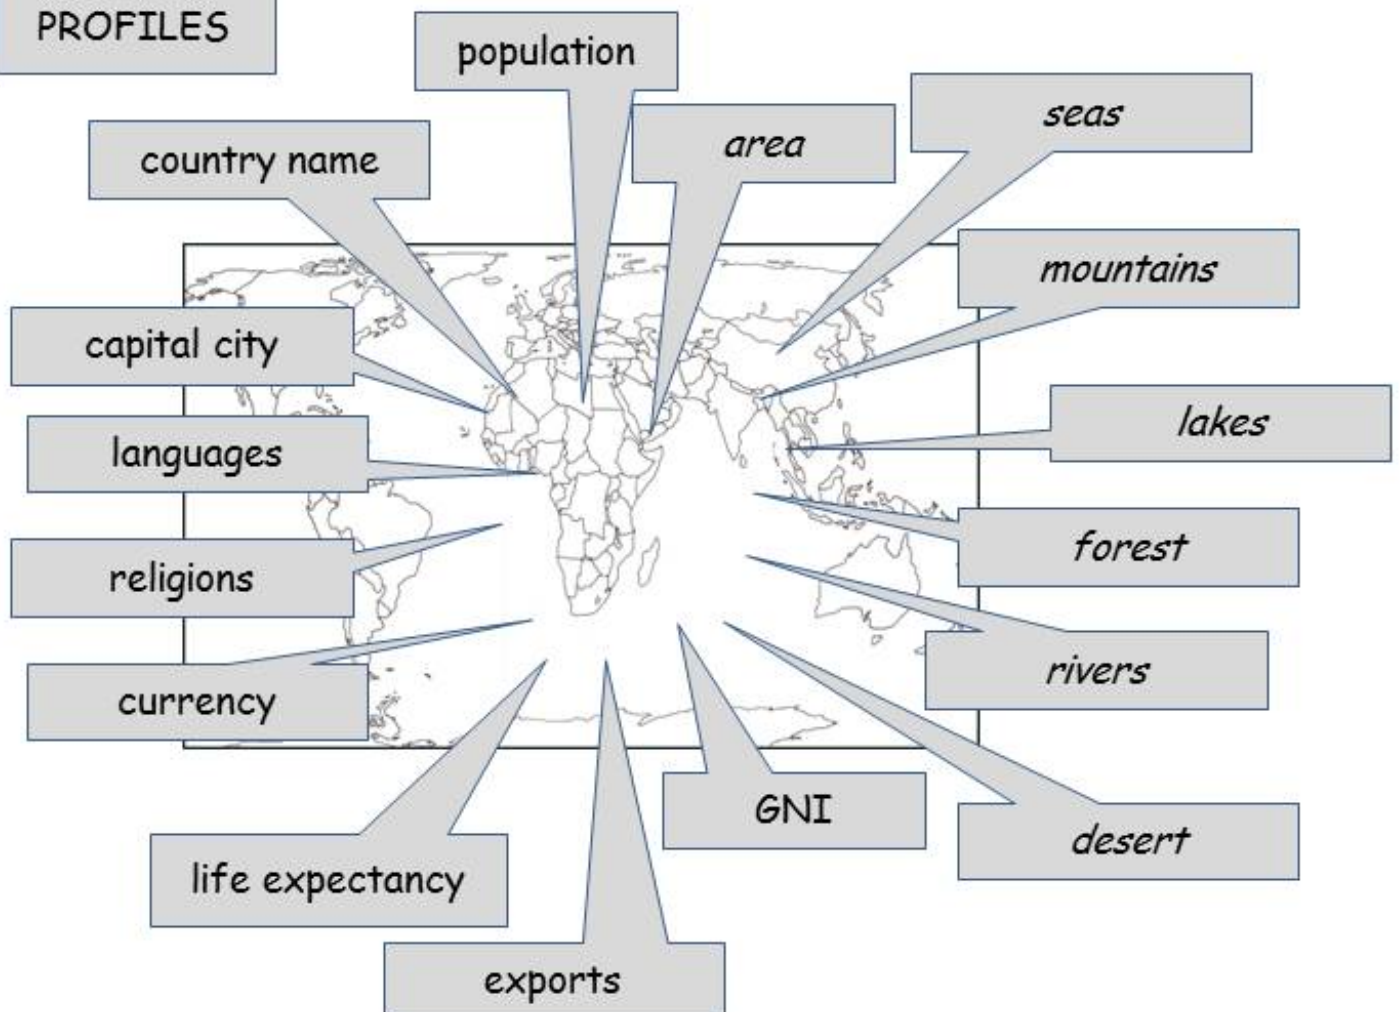 PROFILES
population
seas
area
country name
mountains
capital city
lakes
languages
forest
religions
rivers
currency
GNI
desert
life expectancy
exports